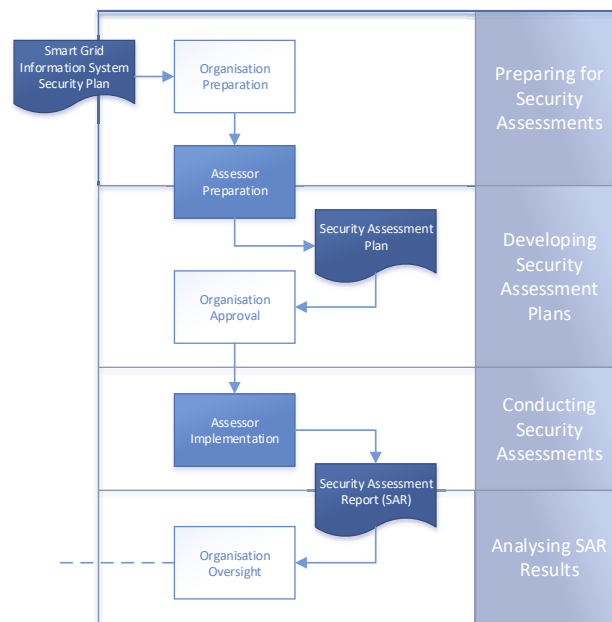 Smart Grid
Information System
Security Plan
Organisation
Preparation
Preparing for
Security
Assessments
Assessor
Preparation
Security Assessment
Plan
Developing
Security
Assessment
Plans
Organisation
Approval
Assessor
Implementation
Conducting
Security
Assessments
Security Assessment
Report (SAR)
Organisation
Oversight
Analysing SAR
Results